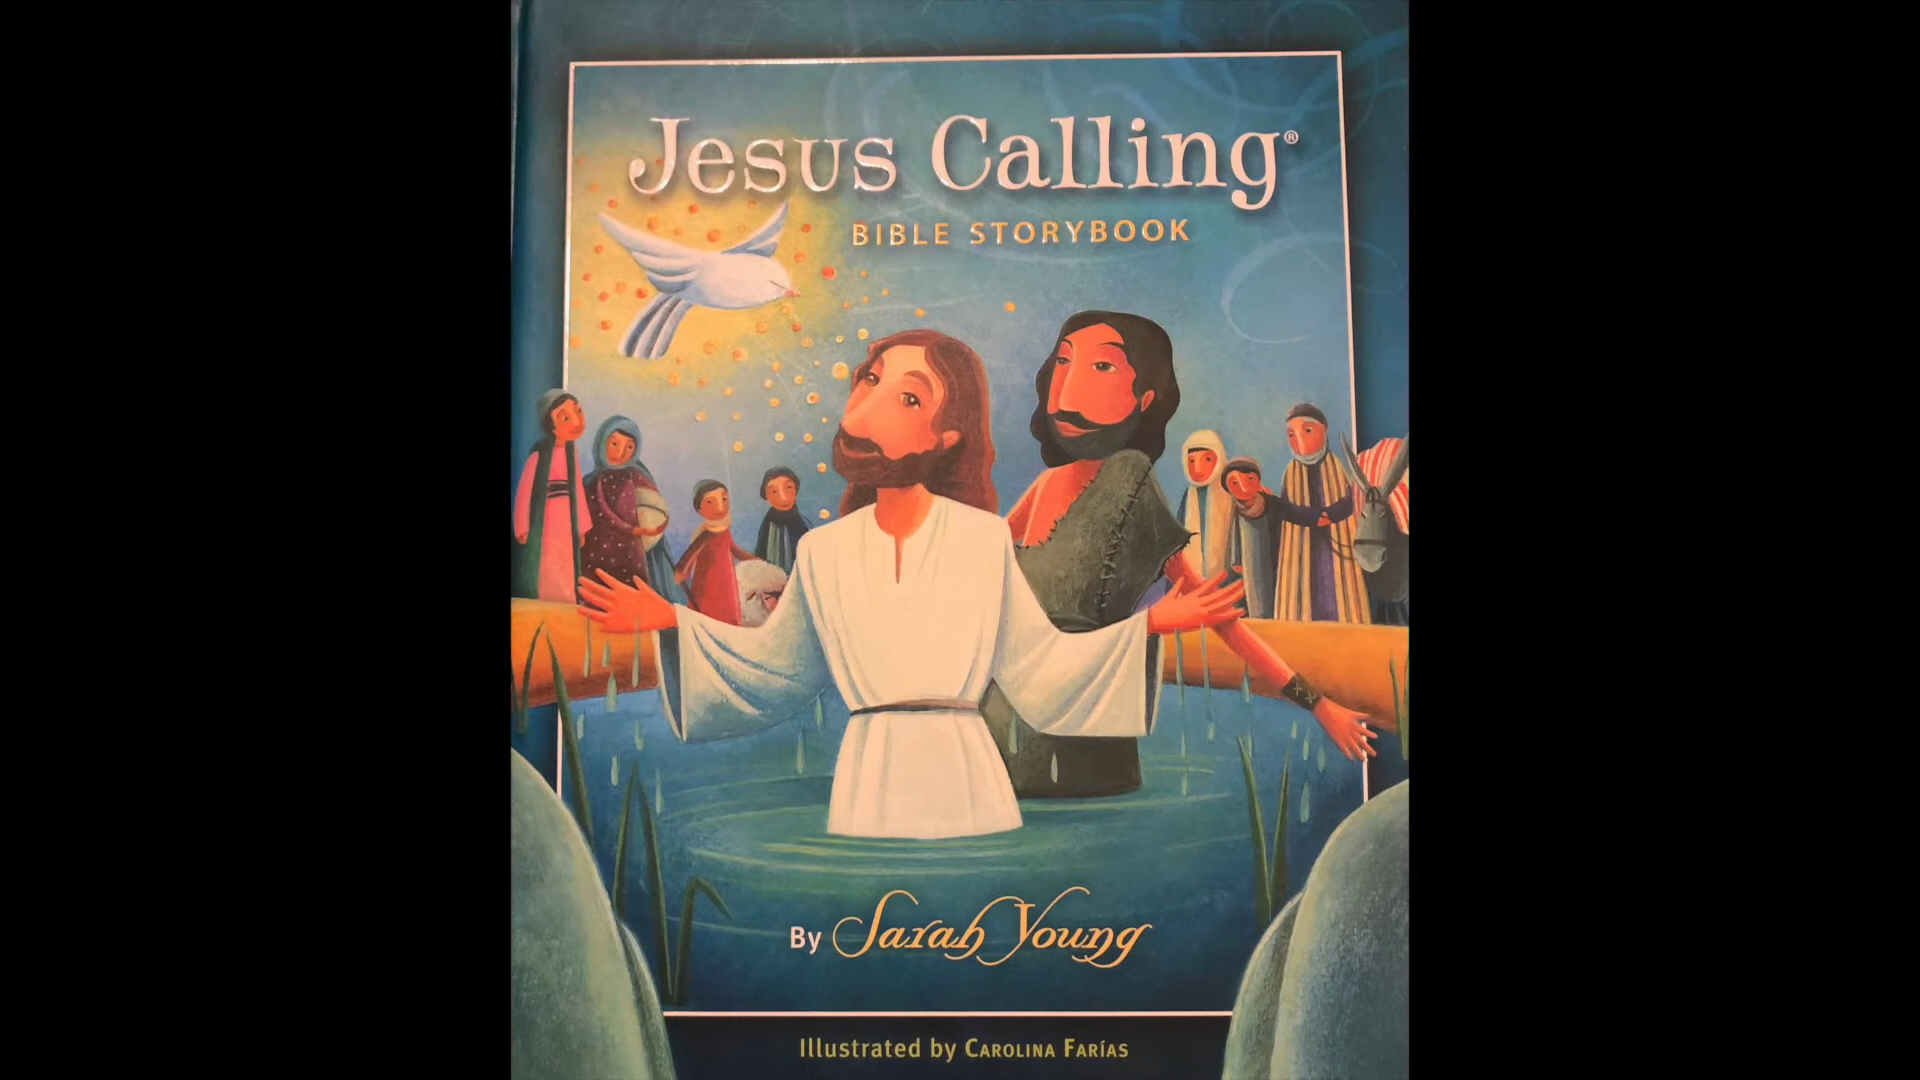 Jesus Calling®
BIBLE STORYBOOK
By Sarah Young
Illustrated by CAROLINA FARÍAS